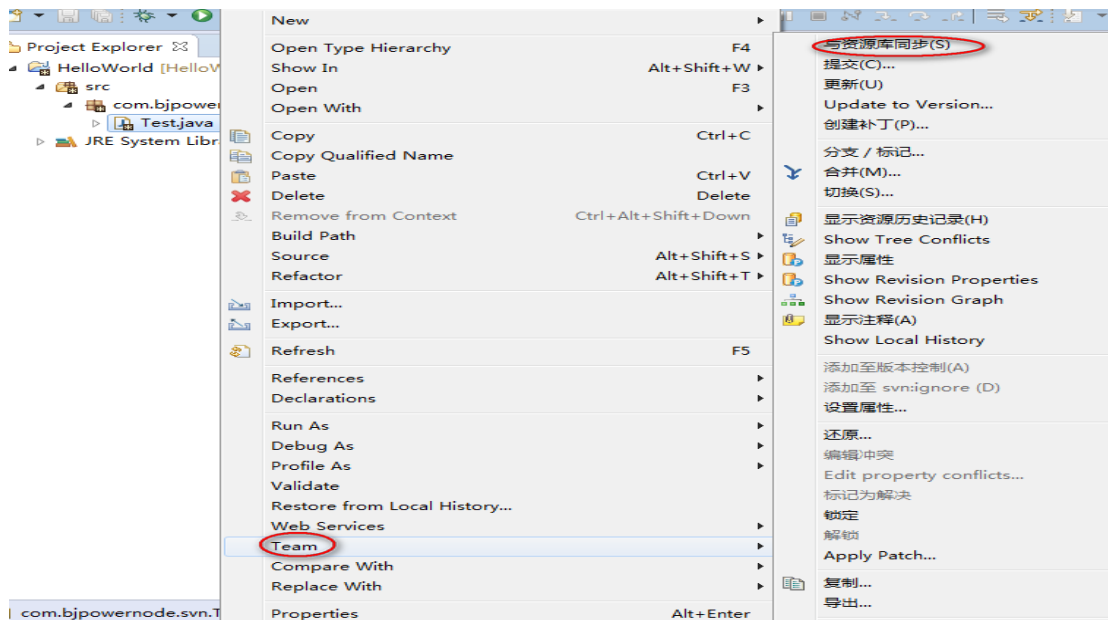 Project Explorer
HelloWorld [HelloW
src
com.bjpower
Test.java
JRE System Libr
com.bjpowernode.svn.T
New
Open Type Hierarchy F4
Show In Alt+Shift+W
Open F3
Open With
Copy Ctrl+C
Copy Qualified Name
Paste Ctrl+V
Delete Delete
Remove from Context Ctrl+Alt+Shift+Down
Build Path
Source Alt+Shift+S
Refactor Alt+Shift+T
Import...
Export...
Refresh F5
References
Declarations
Run As
Debug As
Profile As
Validate
Restore from Local History...
Web Services
Team
Compare With
Replace With
Properties Alt+Enter
与资源库同步(S)
提交(C)...
更新(U)
Update to Version...
创建补丁(P)...
分支 / 标记...
合并(M)...
切换(S)...
显示资源历史记录(H)
Show Tree Conflicts
显示属性
Show Revision Properties
Show Revision Graph
显示注释(A)
Show Local History
添加至版本控制(A)
添加至 svn:ignore (D)
设置属性...
还原...
编辑冲突
Edit property conflicts...
标记为解决
锁定
解锁
Apply Patch...
复制...
导出...